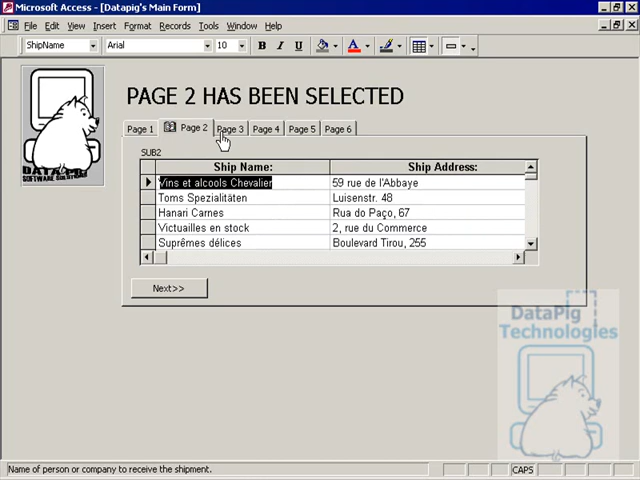 Microsoft Access - [Datapig's Main Form]
File Edit View Insert Format Records Tools Window Help
ShipName Arial 10 B I U
PAGE 2 HAS BEEN SELECTED
DATA PIG
SOFTWARE SOLUTIONS
Page 1 Page 2 Page 3 Page 4 Page 5 Page 6
SUB2
Ship Name: Ship Address:
Vins et alcools Chevalier 59 rue de l'Abbaye
Toms Spezialitäten Luisenstr. 48
Hanari Carnes Rua do Paço, 67
Victuailles en stock 2, rue du Commerce
Suprêmes délices Boulevard Tirou, 255
Next>>
DataPig
Technologies
Name of person or company to receive the shipment. CAPS